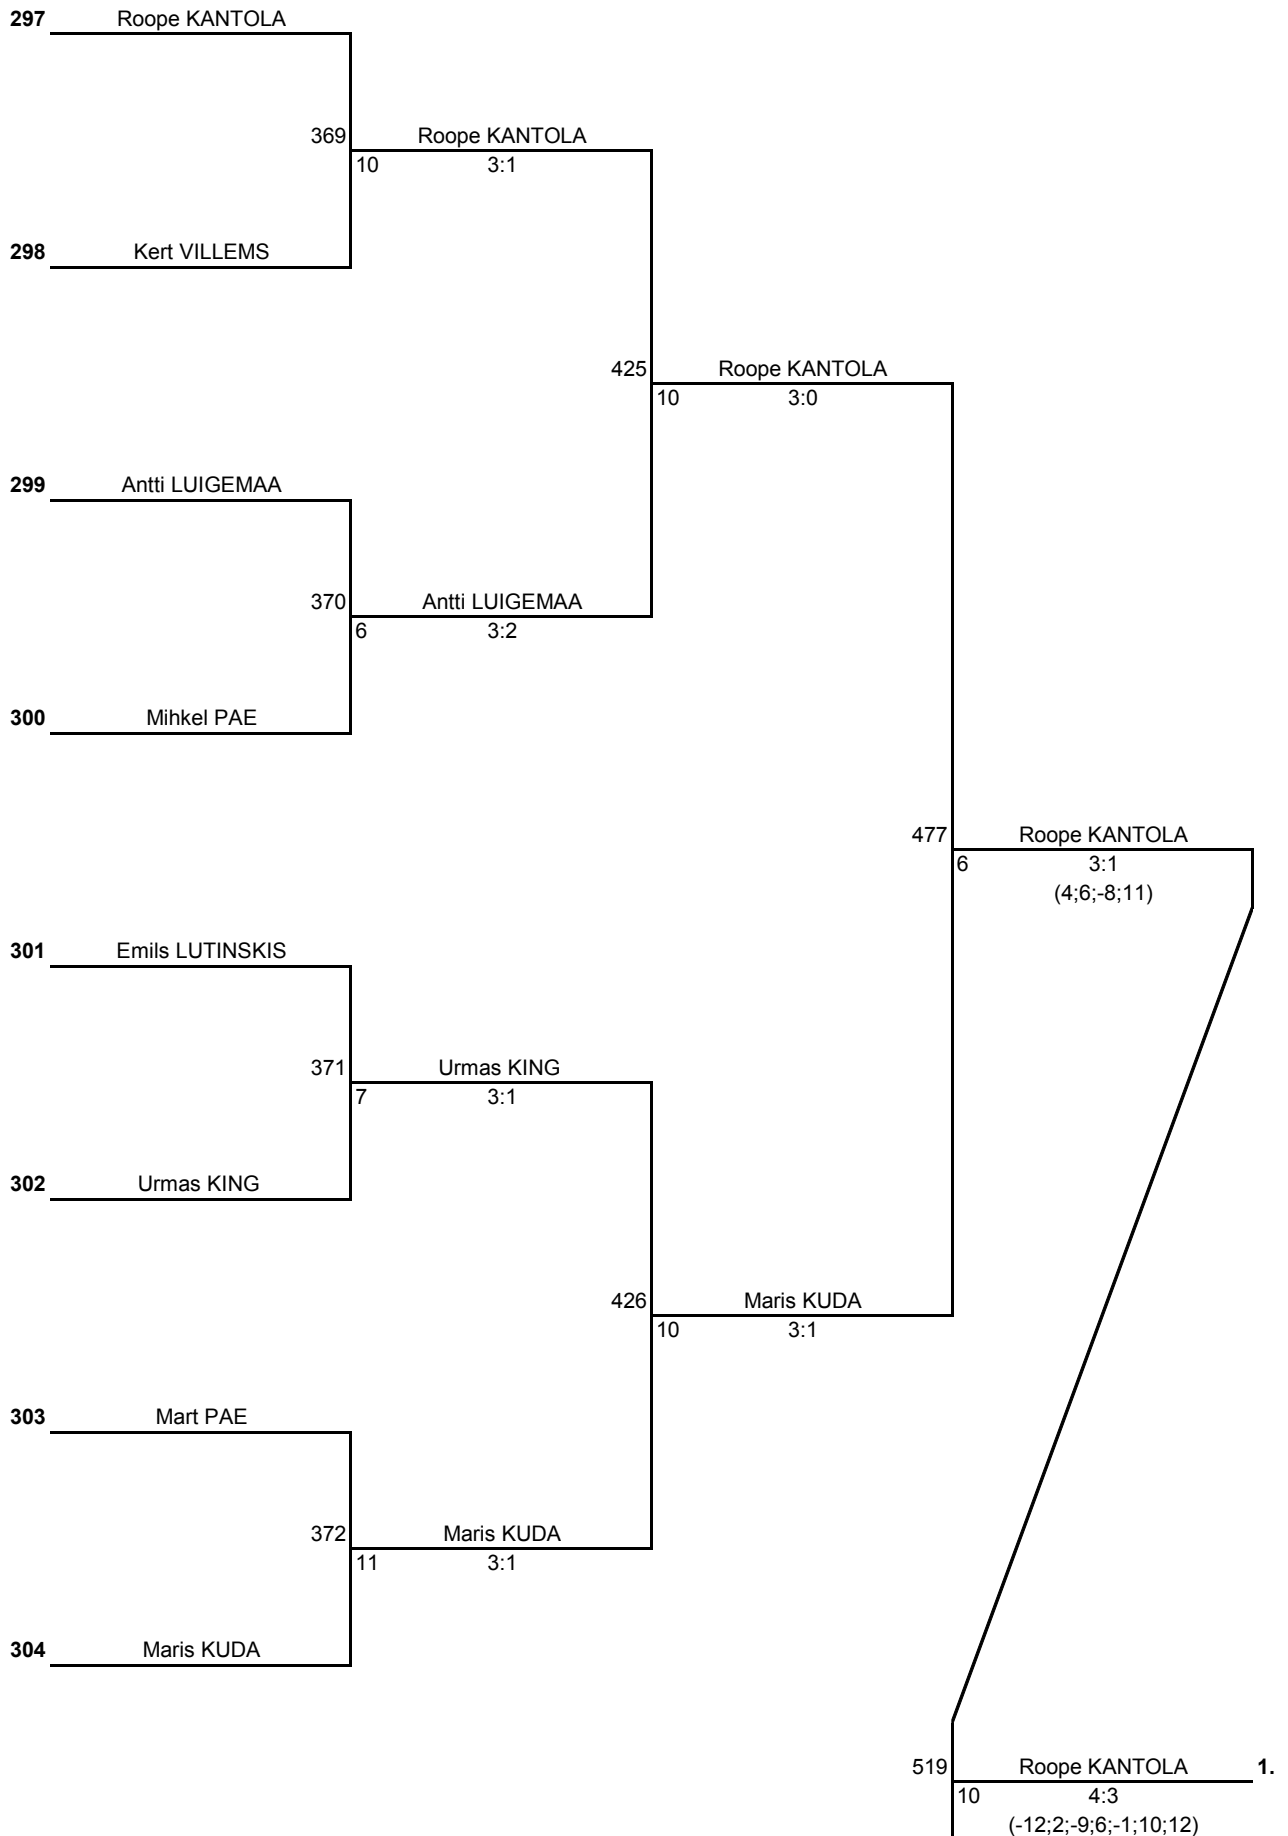 297 Roope KANTOLA
369 Roope KANTOLA
10 3:1
298 Kert VILLEMS
425 Roope KANTOLA
10 3:0
299 Antti LUIGEMAA
370 Antti LUIGEMAA
6 3:2
300 Mihkel PAE
477 Roope KANTOLA
6 3:1
(4;6;-8;11)
301 Emils LUTINSKIS
371 Urmas KING
7 3:1
302 Urmas KING
426 Maris KUDA
10 3:1
303 Mart PAE
372 Maris KUDA
11 3:1
304 Maris KUDA
519 Roope KANTOLA 1.
10 4:3
(-12;2;-9;6;-1;10;12)